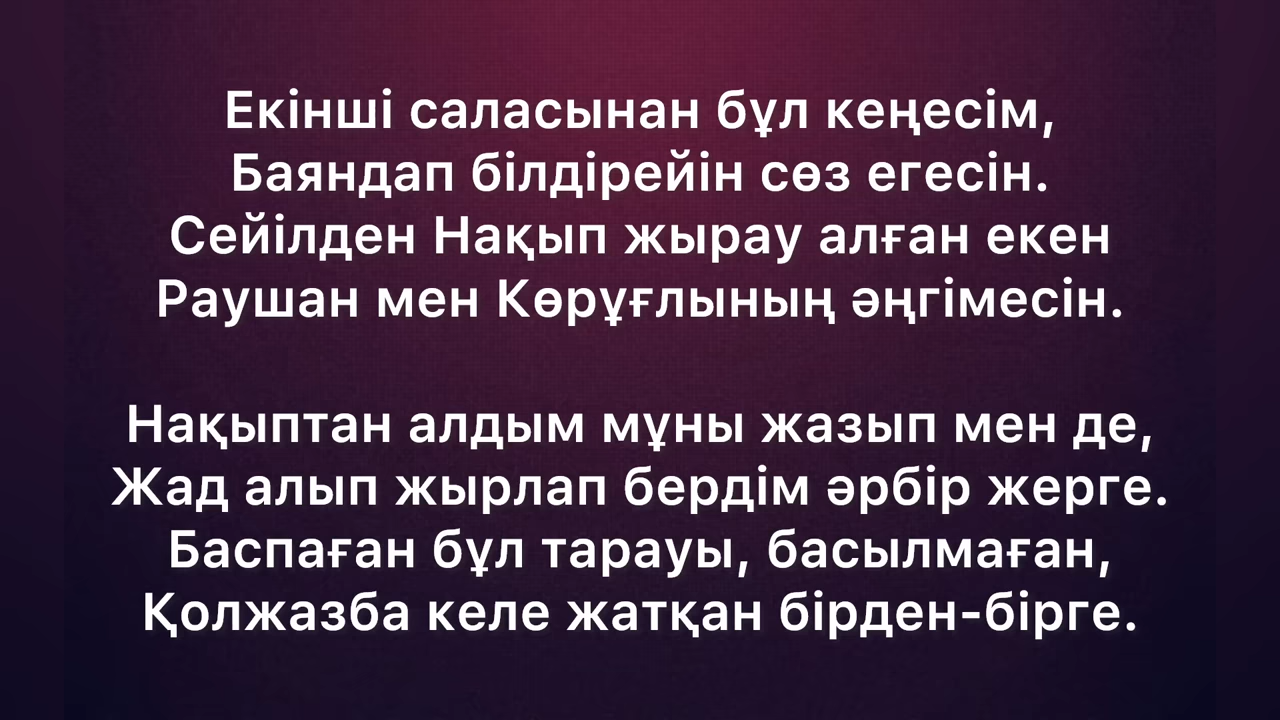 Екінші саласынан бұл кеңесім,
Баяндап білдірейін сөз егесін.
Сейілден Нақып жырау алған екен
Раушан мен Көрұғлының әңгімесін.
Нақыптан алдым мұны жазып мен де,
Жад алып жырлап бердім әрбір жерге.
Баспаған бұл тарауы, басылмаған,
Қолжазба келе жатқан бірден-бірге.